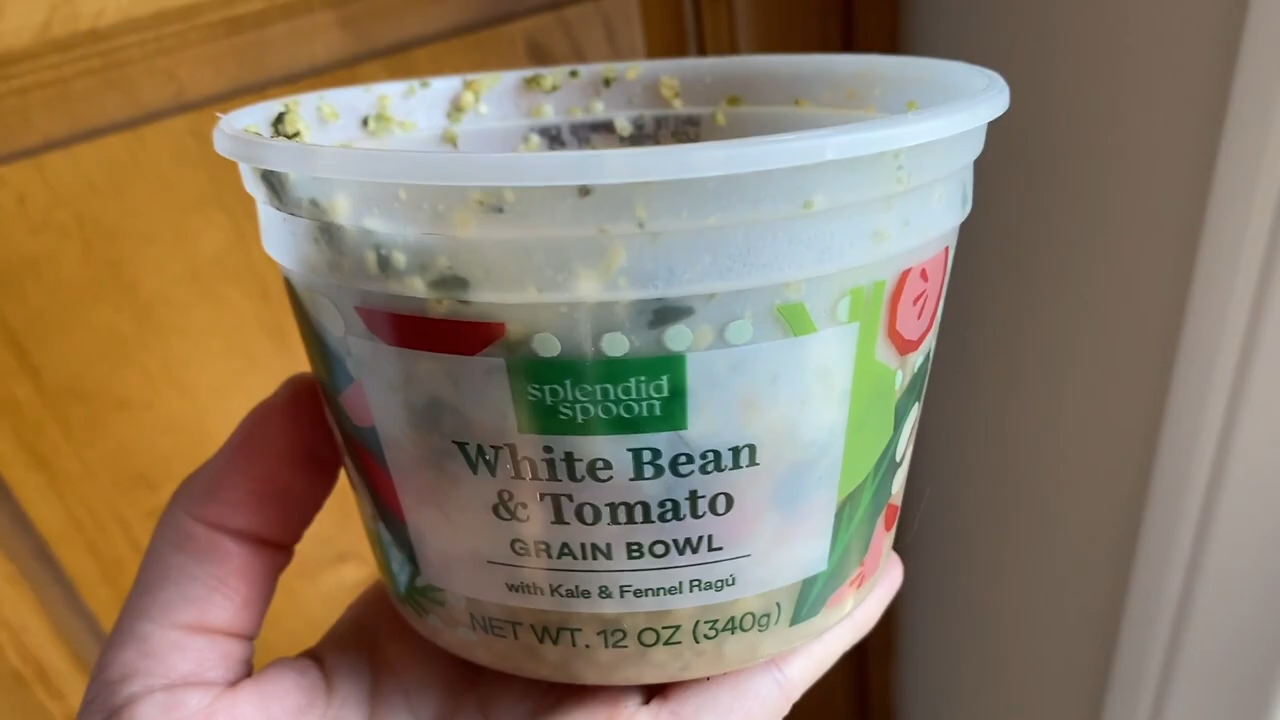 splendid
spoon
White Bean
& Tomato
GRAIN BOWL
with Kale & Fennel Ragú
NET WT. 12 OZ (340g)